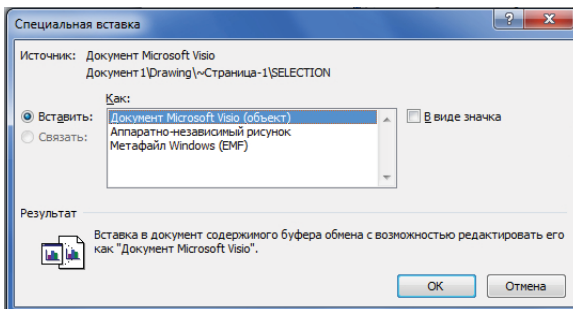 Специальная вставка
Источник: Документ Microsoft Visio
Документ1\Drawing\~Страница-1\SELECTION
Как:
Вставить:
Связать:
Документ Microsoft Visio (объект)
Аппаратно-независимый рисунок
Метафайл Windows (EMF)
В виде значка
Результат
Вставка в документ содержимого буфера обмена с возможностью редактировать его
как "Документ Microsoft Visio".
ОК
Отмена